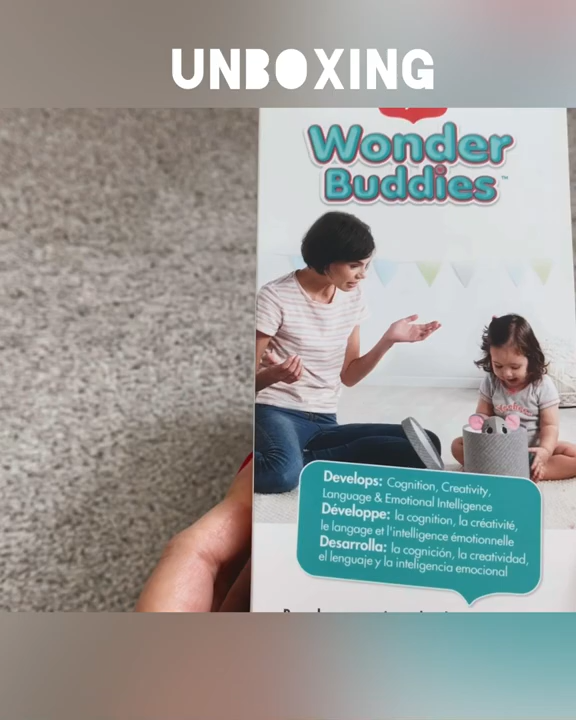 UNBOXING
Wonder
Buddies™
Develops: Cognition, Creativity,
Language & Emotional Intelligence
Développe: la cognition, la créativité,
le langage et l'intelligence émotionnelle
Desarrolla: la cognición, la creatividad,
el lenguaje y la inteligencia emocional